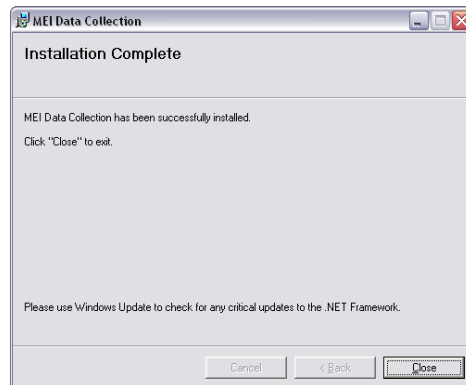 MEI Data Collection
Installation Complete
MEI Data Collection has been successfully installed.
Click "Close" to exit.
Please use Windows Update to check for any critical updates to the .NET Framework.
Cancel
< Back
Close